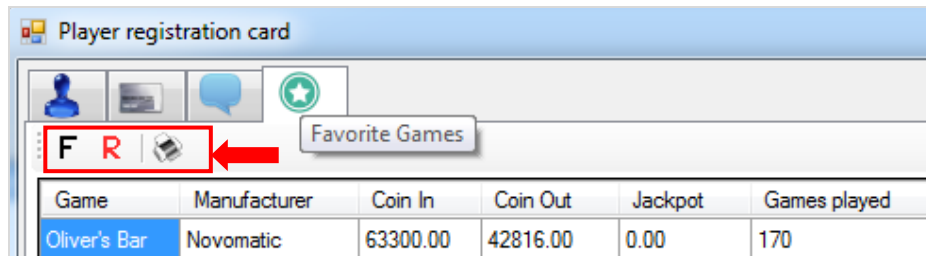 Player registration card
Favorite Games
F R
Game Manufacturer Coin In Coin Out Jackpot Games played
Oliver's Bar Novomatic 63300.00 42816.00 0.00 170